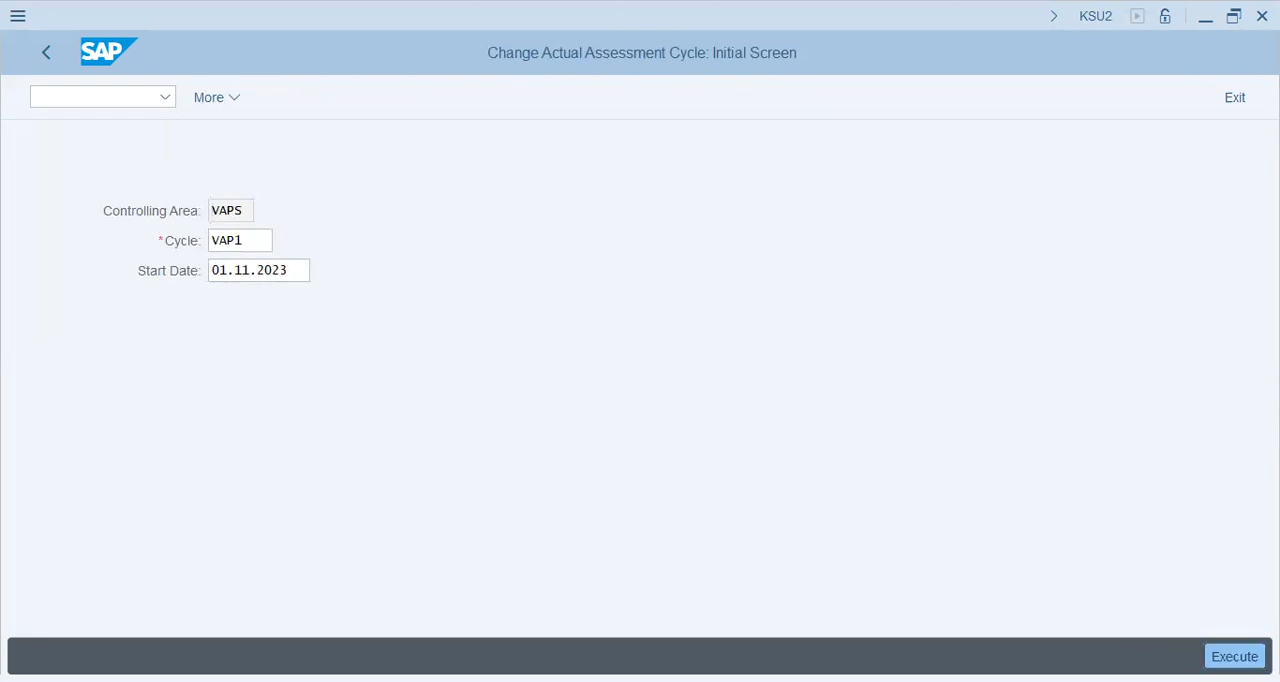 KSU2
SAP
Change Actual Assessment Cycle: Initial Screen
More
Exit
Controlling Area: VAPS
*Cycle: VAP1
Start Date: 01.11.2023
Execute